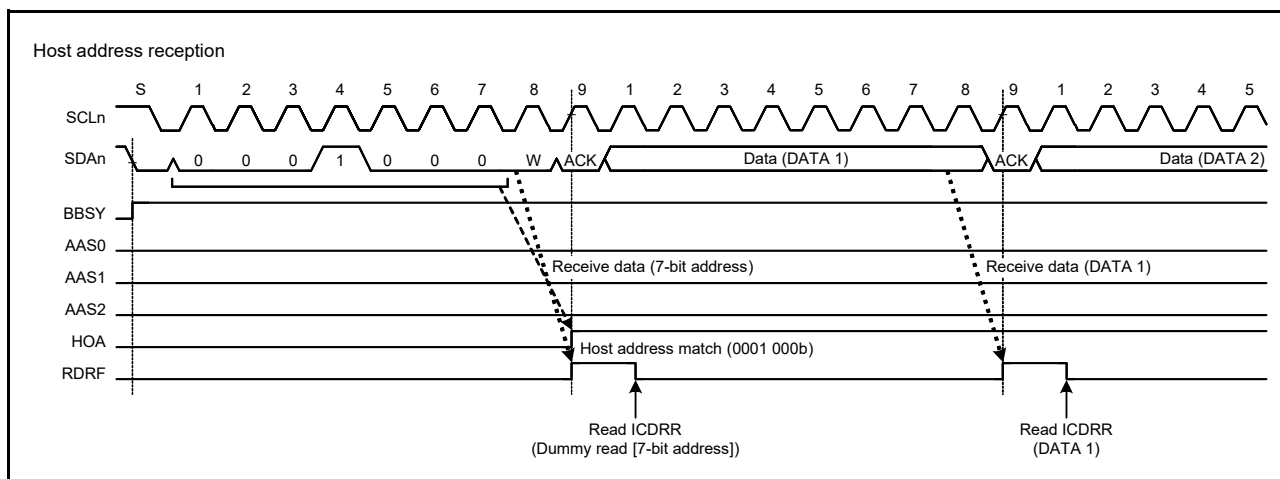 Host address reception
S 1 2 3 4 5 6 7 8 9 1 2 3 4 5 6 7 8 9 1 2 3 4 5
SCLn
SDAn 0 0 0 1 0 0 0 W ACK Data (DATA 1) ACK Data (DATA 2)
BBSY
AAS0
Receive data (7-bit address) Receive data (DATA 1)
AAS1
AAS2
HOA
Host address match (0001 000b)
RDRF
Read ICDRR Read ICDRR
(Dummy read [7-bit address]) (DATA 1)